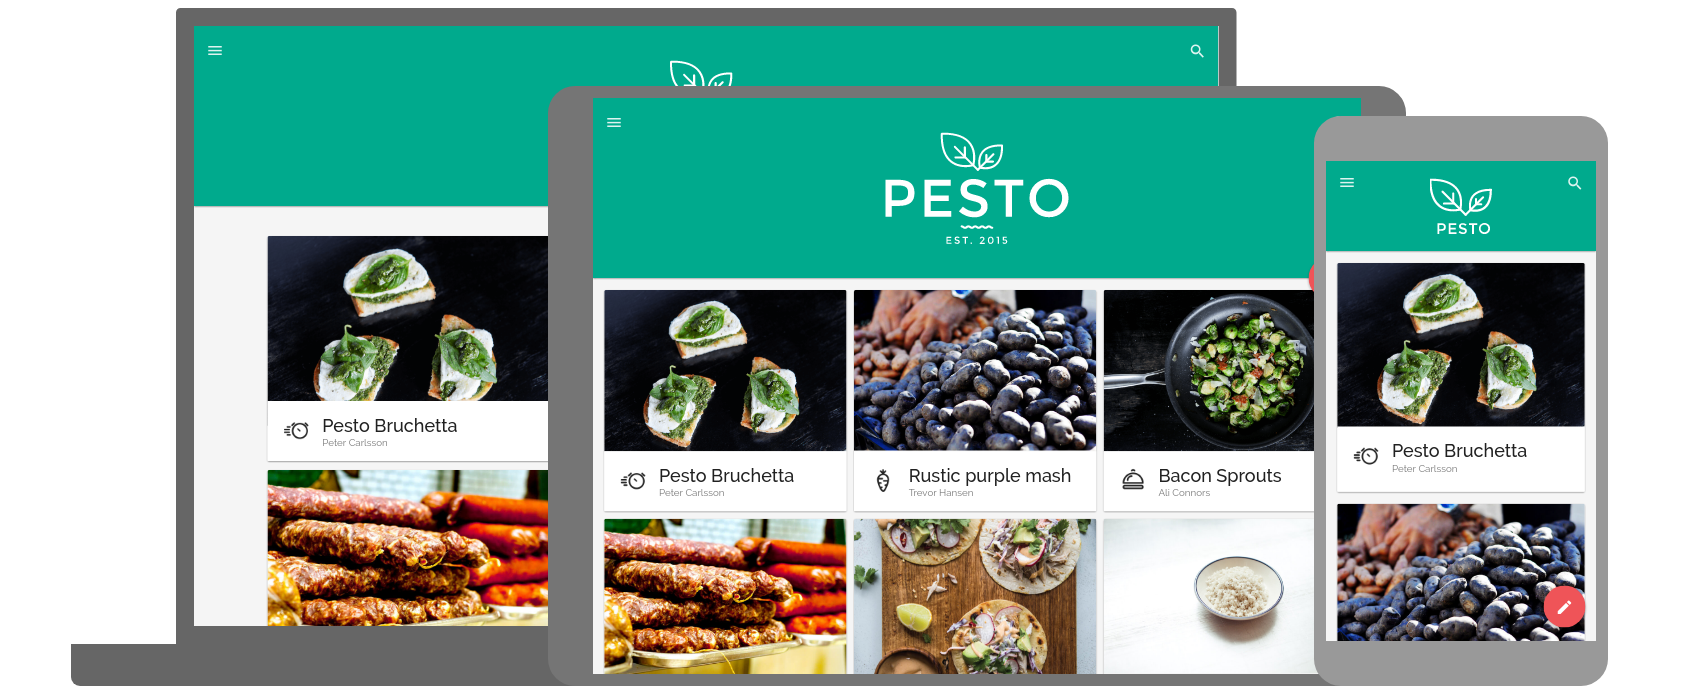 Pesto Bruchetta
Peter Carlsson
PESTO
EST. 2015
Pesto Bruchetta
Peter Carlsson
Rustic purple mash
Trevor Hansen
Bacon Sprouts
Ali Connors
PESTO
Pesto Bruchetta
Peter Carlsson